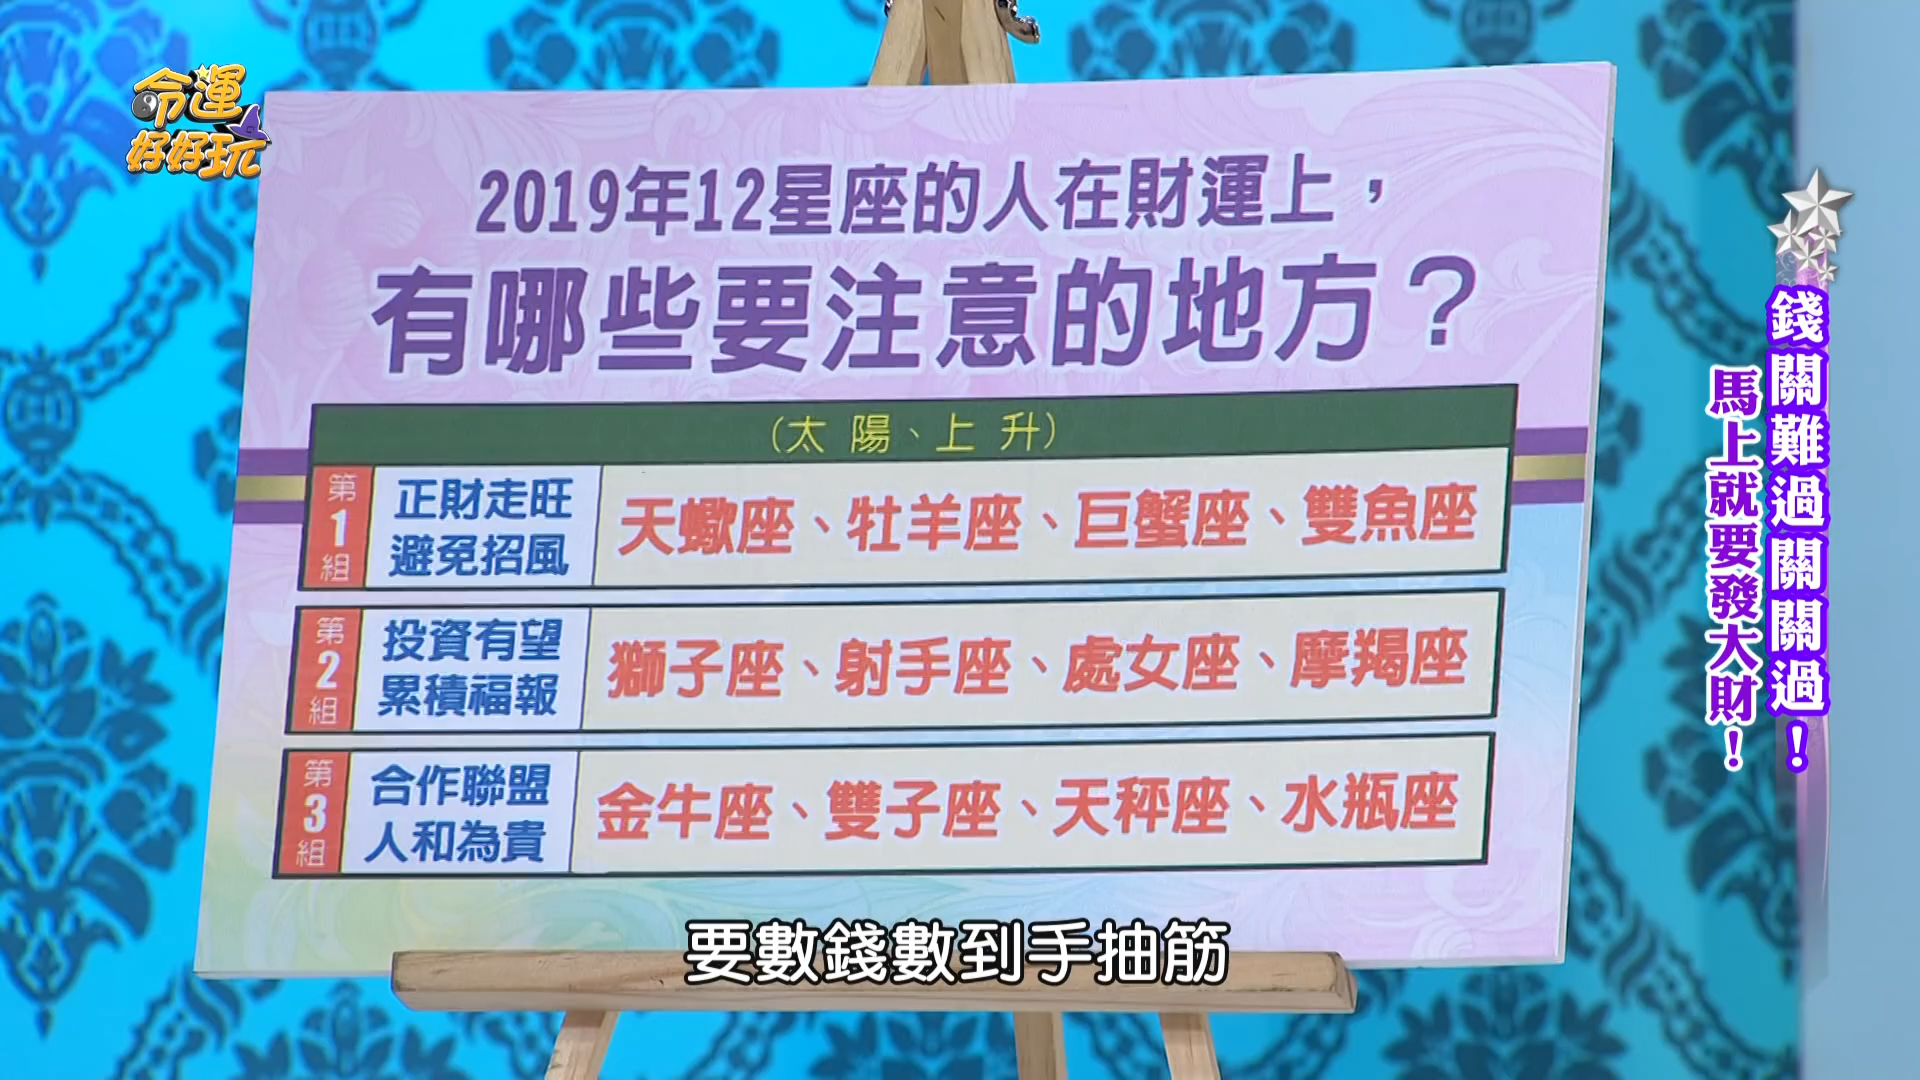 命運
好好玩
2019年12星座的人在財運上，
有哪些要注意的地方？
(太陽、上升)
第1組
正財走旺
避免招風
天蠍座、牡羊座、巨蟹座、雙魚座
第2組
投資有望
累積福報
獅子座、射手座、處女座、摩羯座
第3組
合作聯盟
人和為貴
金牛座、雙子座、天秤座、水瓶座
錢關難過關關過！
馬上就要發大財！
要數錢數到手抽筋